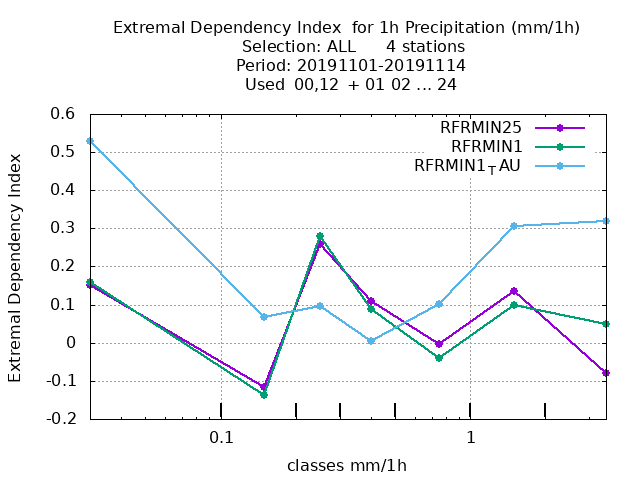 Extremal Dependency Index  for 1h Precipitation (mm/1h)
Selection: ALL      4 stations
Period: 20191101-20191114
Used  00,12  + 01 02 ... 24
RFRMIN25
RFRMIN1
RFRMIN1TAU
0.6
0.5
0.4
0.3
0.2
0.1
0
-0.1
-0.2
Extremal Dependency Index
0.1 1
classes mm/1h